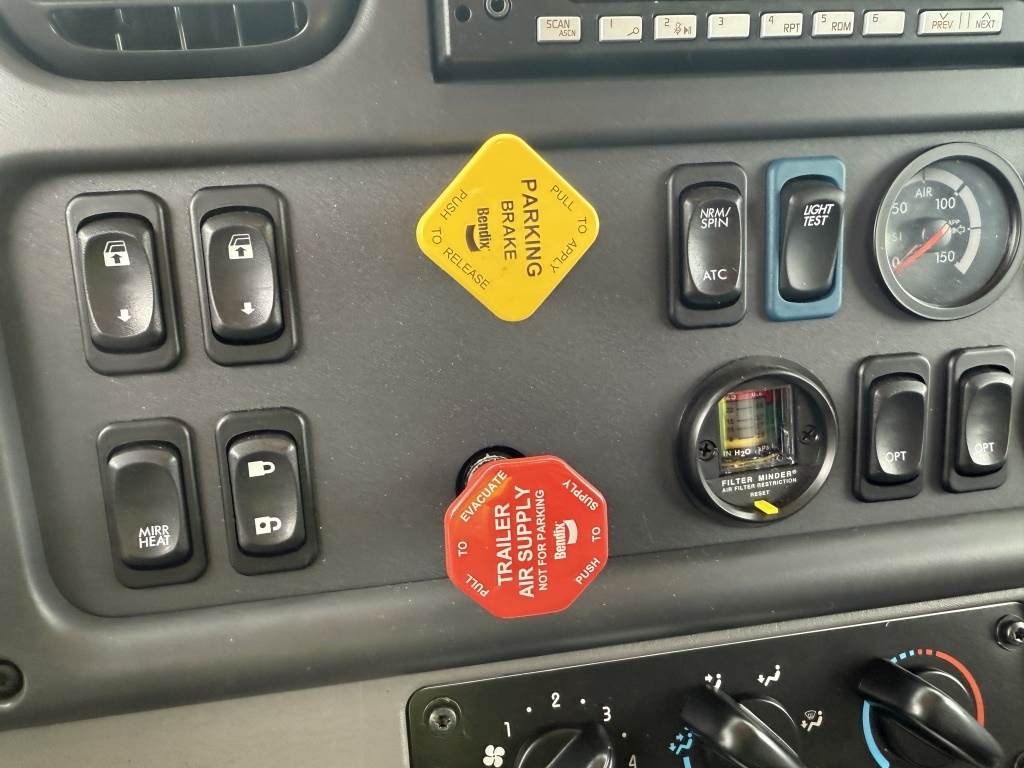 SCAN
ASCN
1
2
3
4 RPT
5 RDM
6
PREV
NEXT
PULL TO APPLY
PARKING
BRAKE
Bendix
PUSH TO RELEASE
NRM/
SPIN
ATC
LIGHT
TEST
AIR
50
100
APP
0
150
IN H2O
FILTER MINDER®
AIR FILTER RESTRICTION
RESET
OPT
OPT
MIRR
HEAT
PULL TO EVACUATE
TRAILER
AIR SUPPLY
NOT FOR PARKING
Bendix
PUSH TO SUPPLY
1
2
3
4